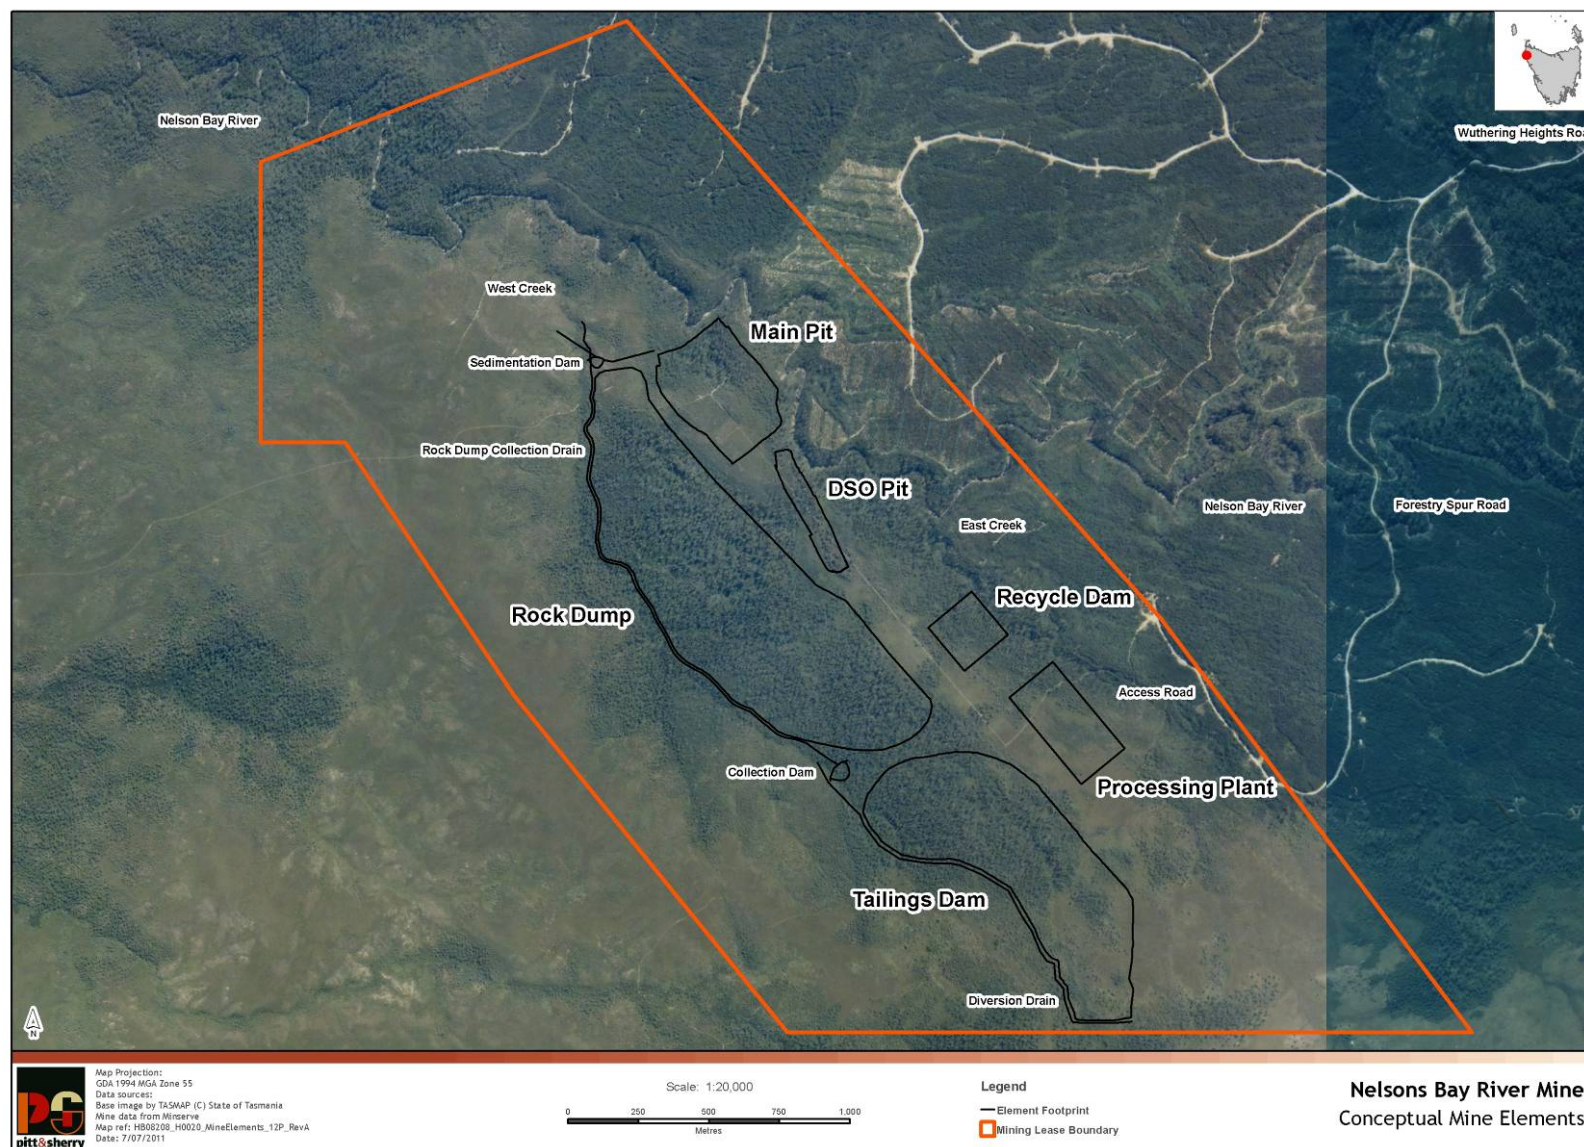 Nelson Bay River
Wuthering Heights Roa
West Creek
Main Pit
Sedimentation Dam
Rock Dump Collection Drain
DSO Pit
East Creek
Nelson Bay River
Forestry Spur Road
Recycle Dam
Rock Dump
Access Road
Collection Dam
Processing Plant
Tailings Dam
Diversion Drain
N
pitt&sherry
Map Projection:
GDA 1994 MGA Zone 55
Data sources:
Base image by TASMAP (C) State of Tasmania
Mine data from Minserve
Map ref: HB08208_H0020_MineElements_12P_RevA
Date: 7/07/2011
Scale: 1:20,000
0 250 500 750 1,000
Metres
Legend
Element Footprint
Mining Lease Boundary
Nelsons Bay River Mine
Conceptual Mine Elements